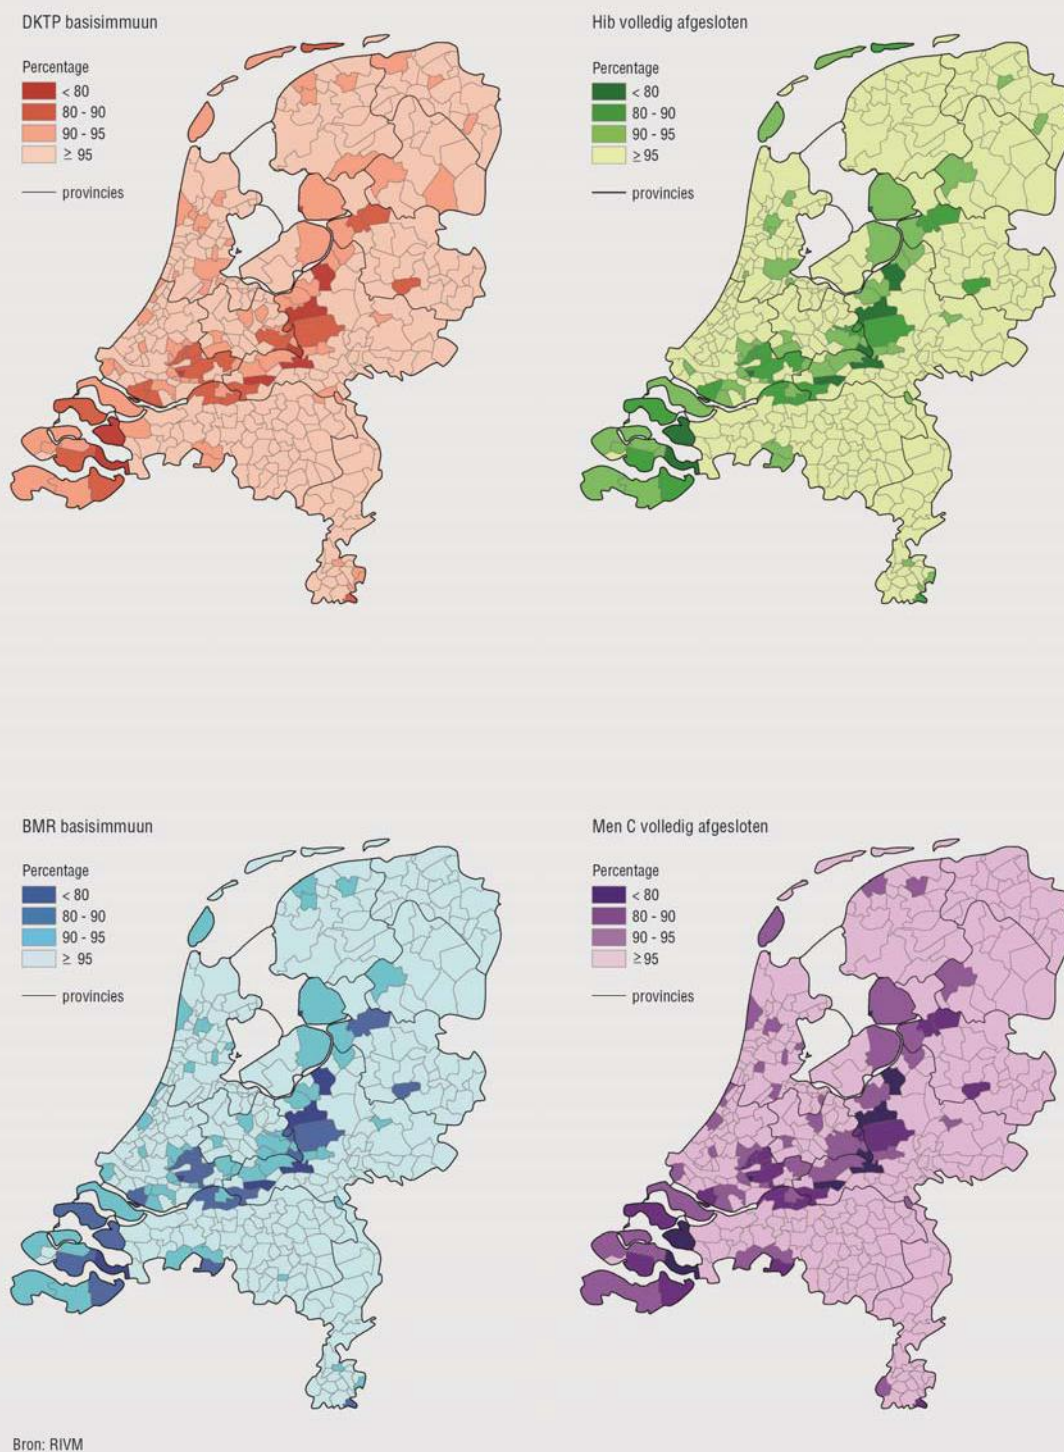 DKTP basisimmuun
Percentage
< 80
80 - 90
90 - 95
≥ 95
provincies
Hib volledig afgesloten
Percentage
< 80
80 - 90
90 - 95
≥ 95
provincies
BMR basisimmuun
Percentage
< 80
80 - 90
90 - 95
≥ 95
provincies
Men C volledig afgesloten
Percentage
< 80
80 - 90
90 - 95
≥ 95
provincies
Bron: RIVM